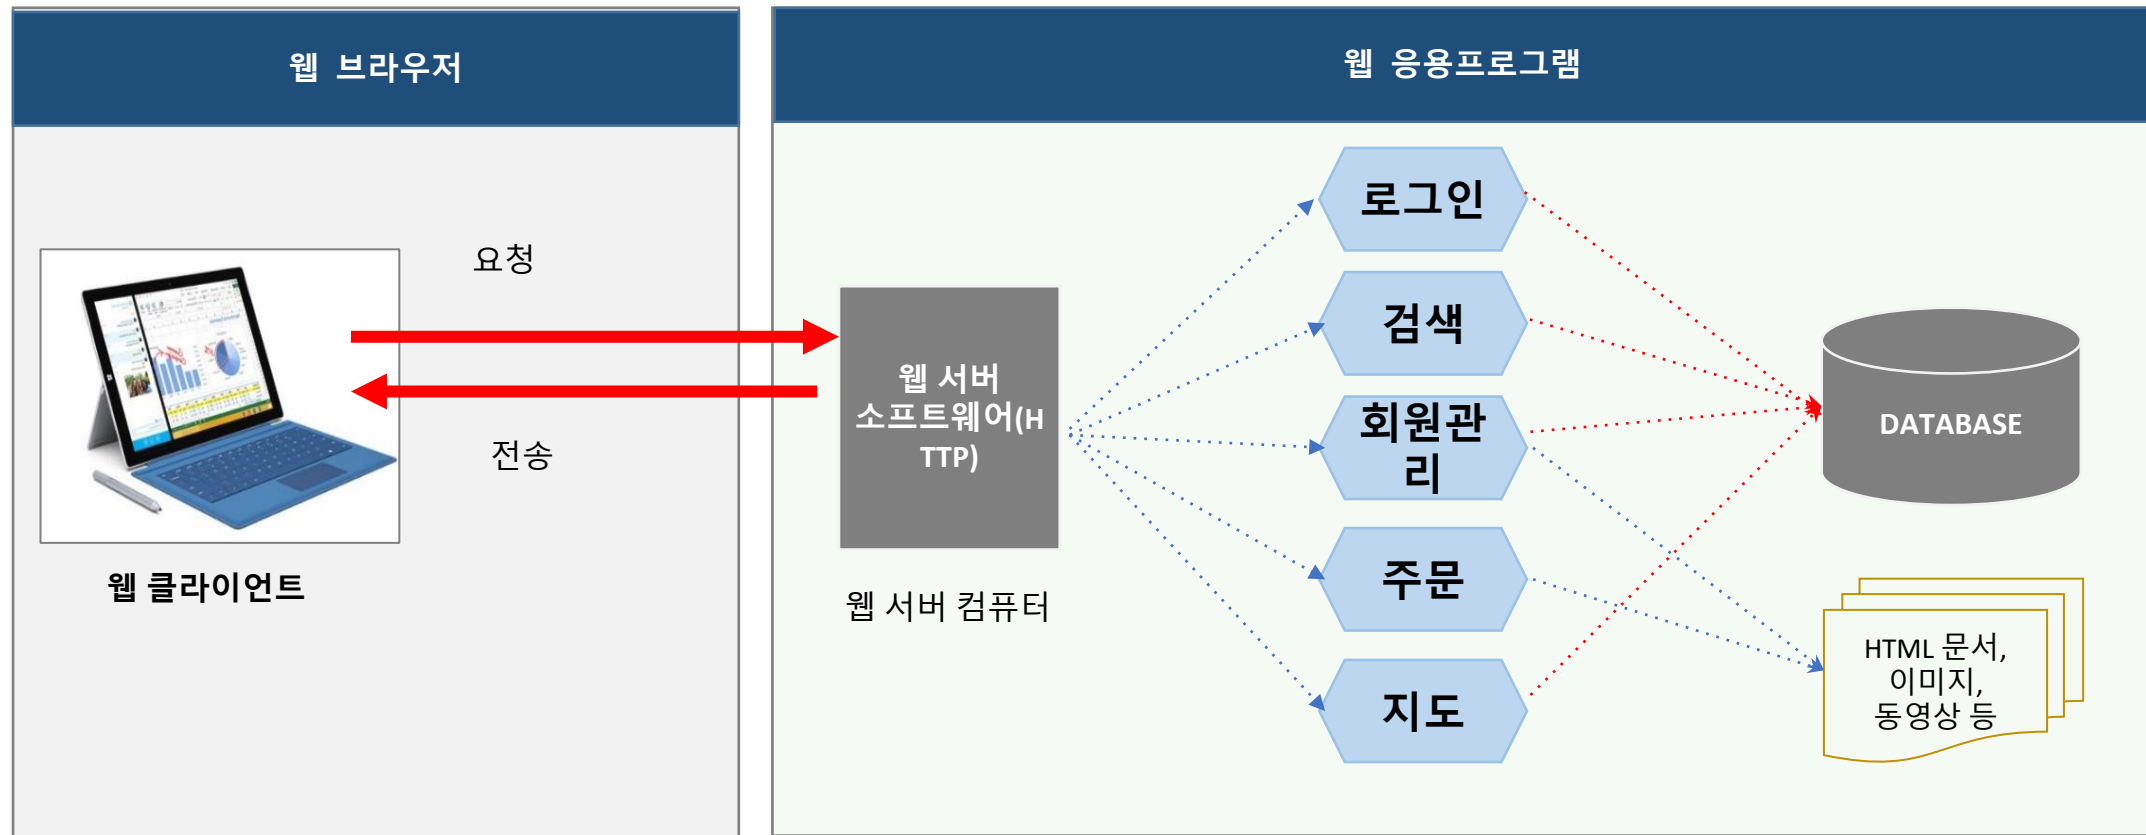 웹 브라우저
웹 응용프로그램
요청
전송
웹 클라이언트
웹 서버
소프트웨어(H
TTP)
웹 서버 컴퓨터
로그인
검색
회원관
리
주문
지도
DATABASE
HTML 문서,
이미지,
동영상 등